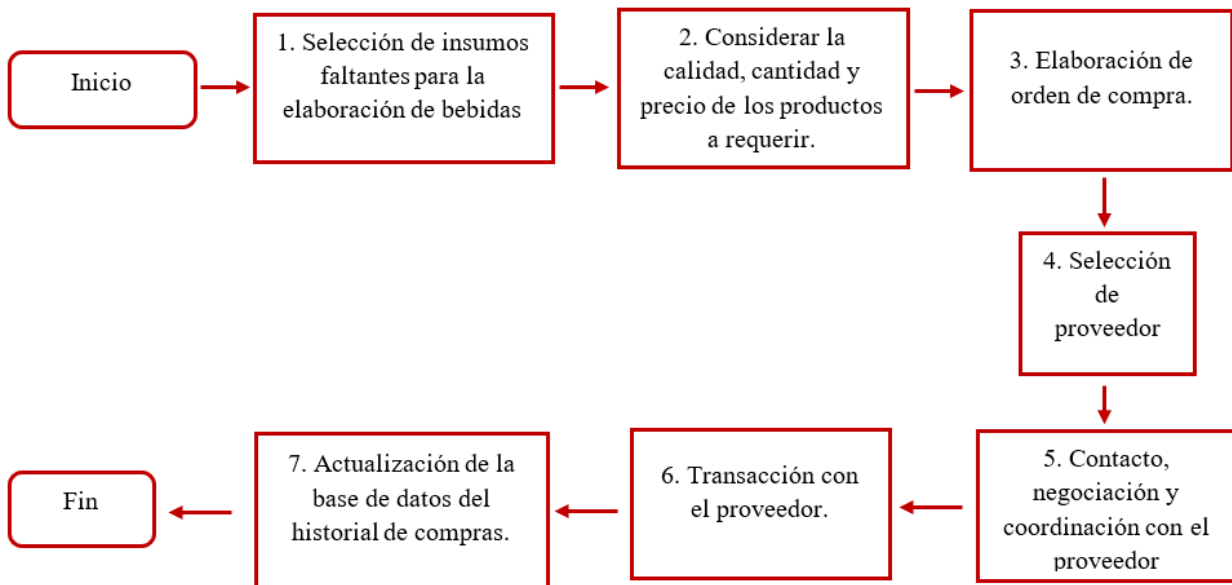 Inicio
1. Selección de insumos
faltantes para la
elaboración de bebidas
2. Considerar la
calidad, cantidad y
precio de los productos
a requerir.
3. Elaboración de
orden de compra.
4. Selección
de
proveedor
5. Contacto,
negociación y
coordinación con el
proveedor
6. Transacción con
el proveedor.
7. Actualización de la
base de datos del
historial de compras.
Fin